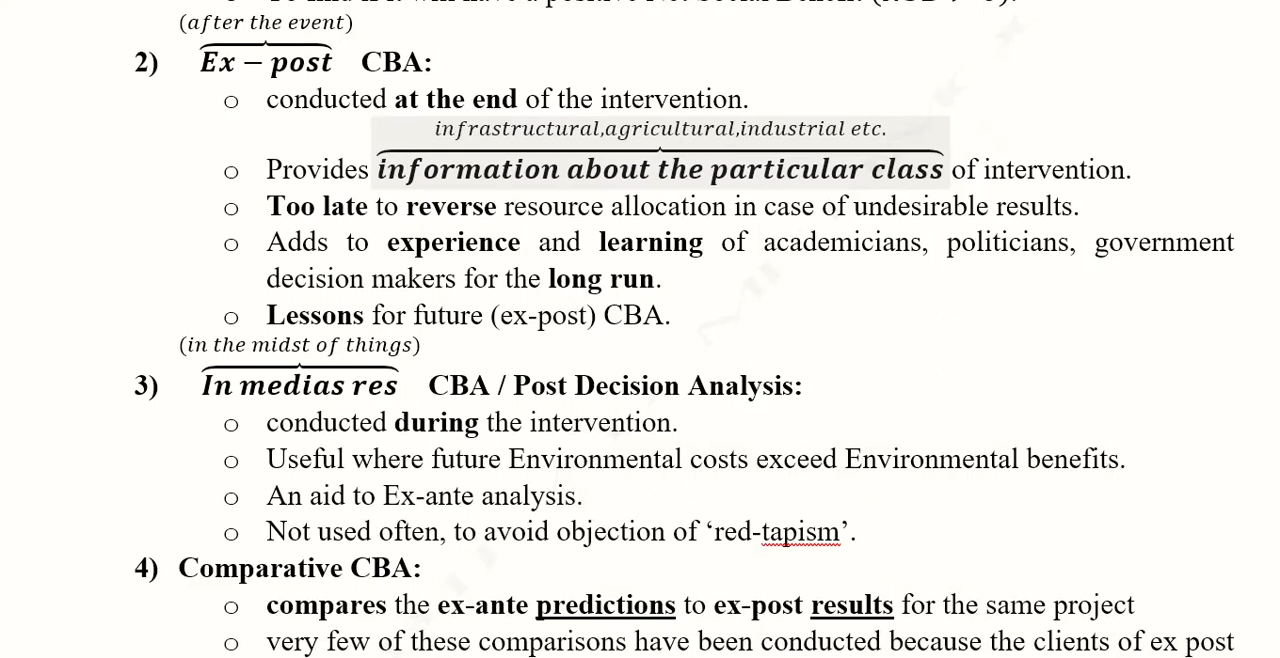 (after the event)
2) Ex – post CBA:
o conducted at the end of the intervention.
infrastructural,agricultural,industrial etc.
o Provides information about the particular class of intervention.
o Too late to reverse resource allocation in case of undesirable results.
o Adds to experience and learning of academicians, politicians, government
decision makers for the long run.
o Lessons for future (ex-post) CBA.
(in the midst of things)
3) In medias res CBA / Post Decision Analysis:
o conducted during the intervention.
o Useful where future Environmental costs exceed Environmental benefits.
o An aid to Ex-ante analysis.
o Not used often, to avoid objection of ‘red-tapism’.
4) Comparative CBA:
o compares the ex-ante predictions to ex-post results for the same project
o very few of these comparisons have been conducted because the clients of ex post